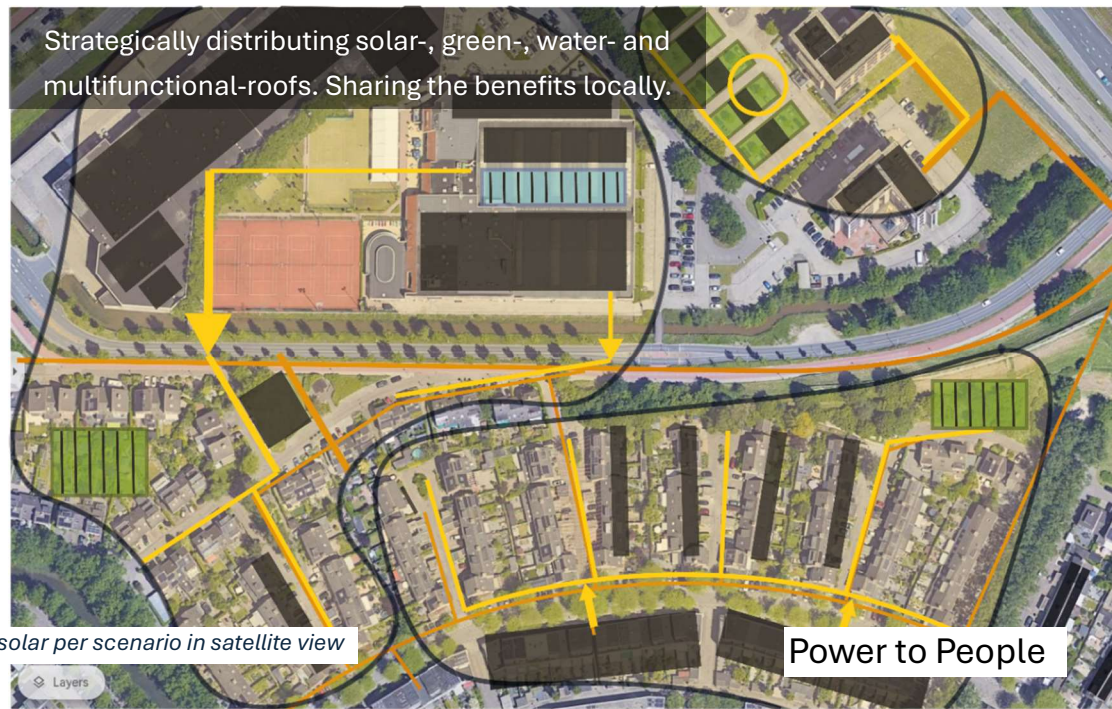 Strategically distributing solar-, green-, water- and
multifunctional-roofs. Sharing the benefits locally.
solar per scenario in satellite view
Power to People
Layers